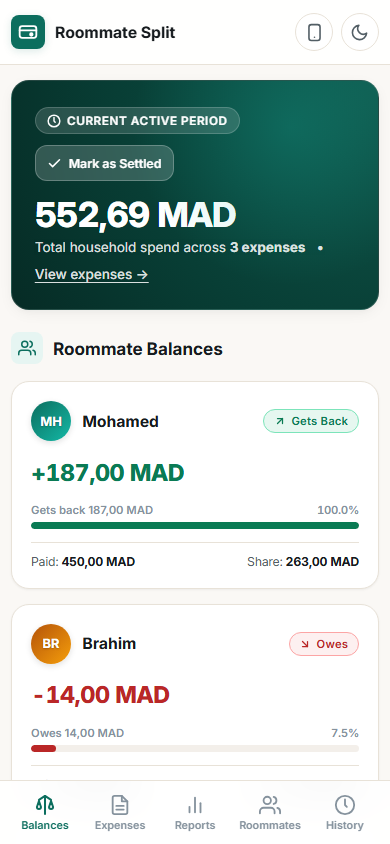 Roommate Split
CURRENT ACTIVE PERIOD
Mark as Settled
552,69 MAD
Total household spend across 3 expenses •
View expenses →
Roommate Balances
MH Mohamed Gets Back
+187,00 MAD
Gets back 187,00 MAD 100.0%
Paid: 450,00 MAD Share: 263,00 MAD
BR Brahim Owes
-14,00 MAD
Owes 14,00 MAD 7.5%
Balances Expenses Reports Roommates History